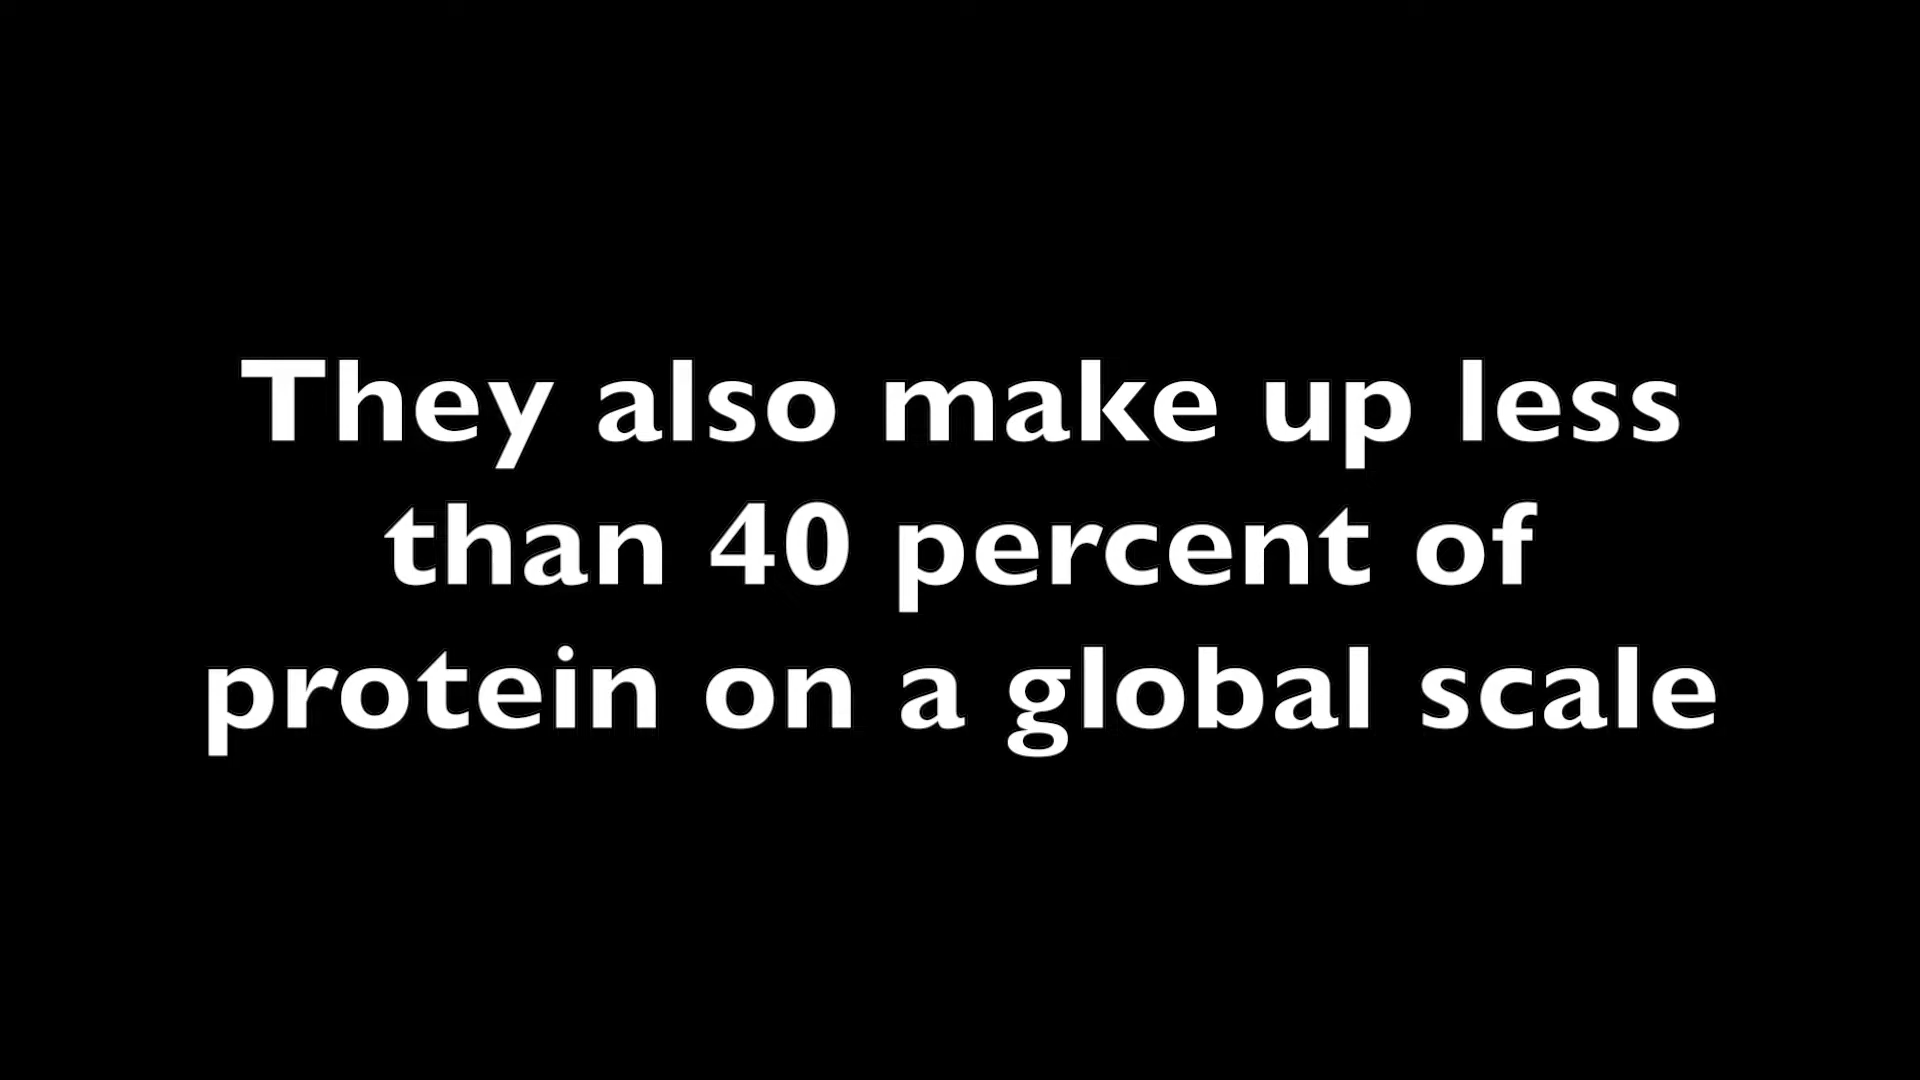 They also make up less
than 40 percent of
protein on a global scale